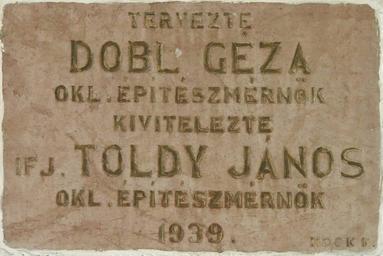 TERVEZTE
DOBL GÉZA
OKL. ÉPITÉSZMÉRNÖK
KIVITELEZTE
IFJ. TOLDY JÁNOS
OKL. ÉPITÉSZMÉRNÖK
1939.